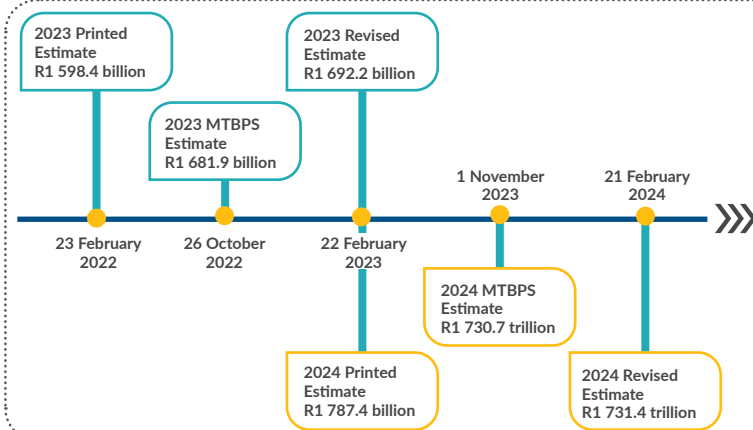 2023 Printed
Estimate
R1 598.4 billion
2023 MTBPS
Estimate
R1 681.9 billion
2023 Revised
Estimate
R1 692.2 billion
1 November
2023
21 February
2024
23 February
2022
26 October
2022
22 February
2023
2024 MTBPS
Estimate
R1 730.7 trillion
2024 Printed
Estimate
R1 787.4 billion
2024 Revised
Estimate
R1 731.4 trillion